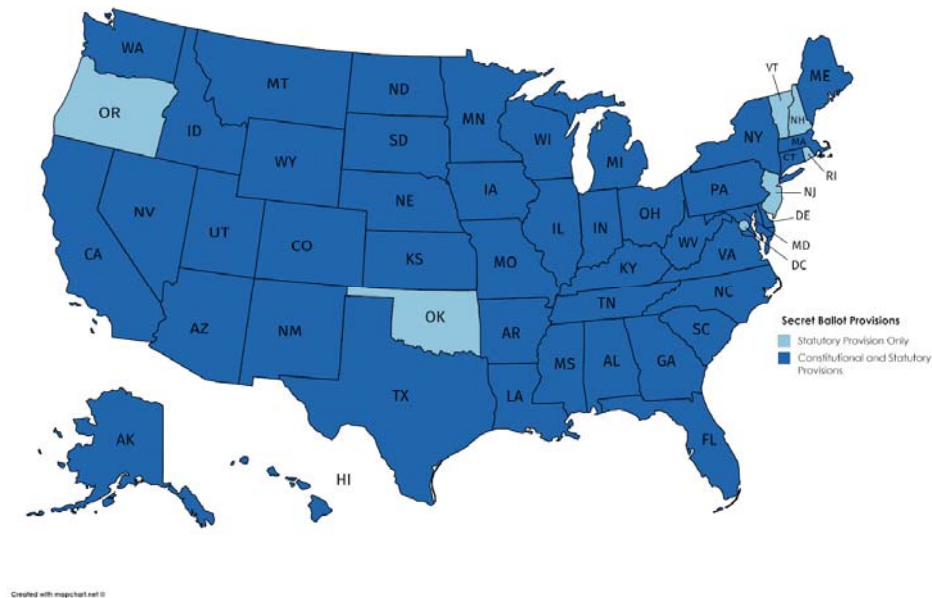 WA
MT
ND
MN
OR
ID
SD
WI
MI
NY
VT
NH
ME
MA
CT
RI
WY
IA
NE
PA
NJ
NV
UT
CO
IL
IN
OH
DE
MD
DC
CA
KS
MO
WV
VA
KY
AZ
NM
OK
AR
TN
NC
SC
TX
LA
MS
AL
GA
FL
AK
HI
Secret Ballot Provisions
Statutory Provision Only
Constitutional and Statutory
Provisions
Created with mapchart.net ©